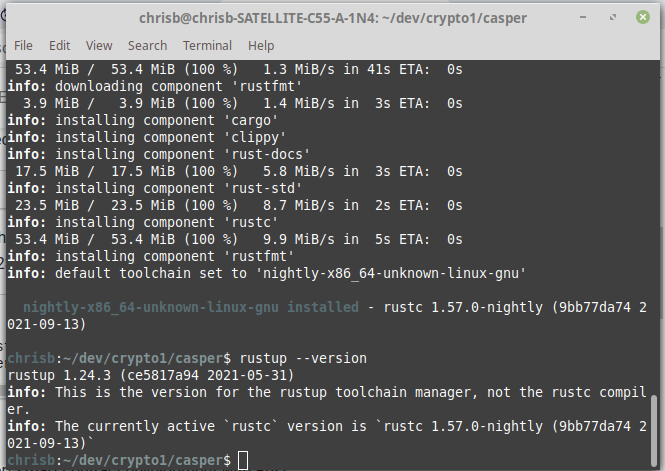 chrisb@chrisb-SATELLITE-C55-A-1N4: ~/dev/crypto1/casper
File Edit View Search Terminal Help
53.4 MiB / 53.4 MiB (100 %) 1.3 MiB/s in 41s ETA: 0s
info: downloading component 'rustfmt'
3.9 MiB / 3.9 MiB (100 %) 1.4 MiB/s in 3s ETA: 0s
info: installing component 'cargo'
info: installing component 'clippy'
info: installing component 'rust-docs'
17.5 MiB / 17.5 MiB (100 %) 5.8 MiB/s in 3s ETA: 0s
info: installing component 'rust-std'
23.5 MiB / 23.5 MiB (100 %) 8.7 MiB/s in 2s ETA: 0s
info: installing component 'rustc'
53.4 MiB / 53.4 MiB (100 %) 9.9 MiB/s in 5s ETA: 0s
info: installing component 'rustfmt'
info: default toolchain set to 'nightly-x86_64-unknown-linux-gnu'
nightly-x86_64-unknown-linux-gnu installed - rustc 1.57.0-nightly (9bb77da74 2
021-09-13)
chrisb:~/dev/crypto1/casper$ rustup --version
rustup 1.24.3 (ce5817a94 2021-05-31)
info: This is the version for the rustup toolchain manager, not the rustc compil
er.
info: The currently active `rustc` version is `rustc 1.57.0-nightly (9bb77da74 2
021-09-13)`
chrisb:~/dev/crypto1/casper$